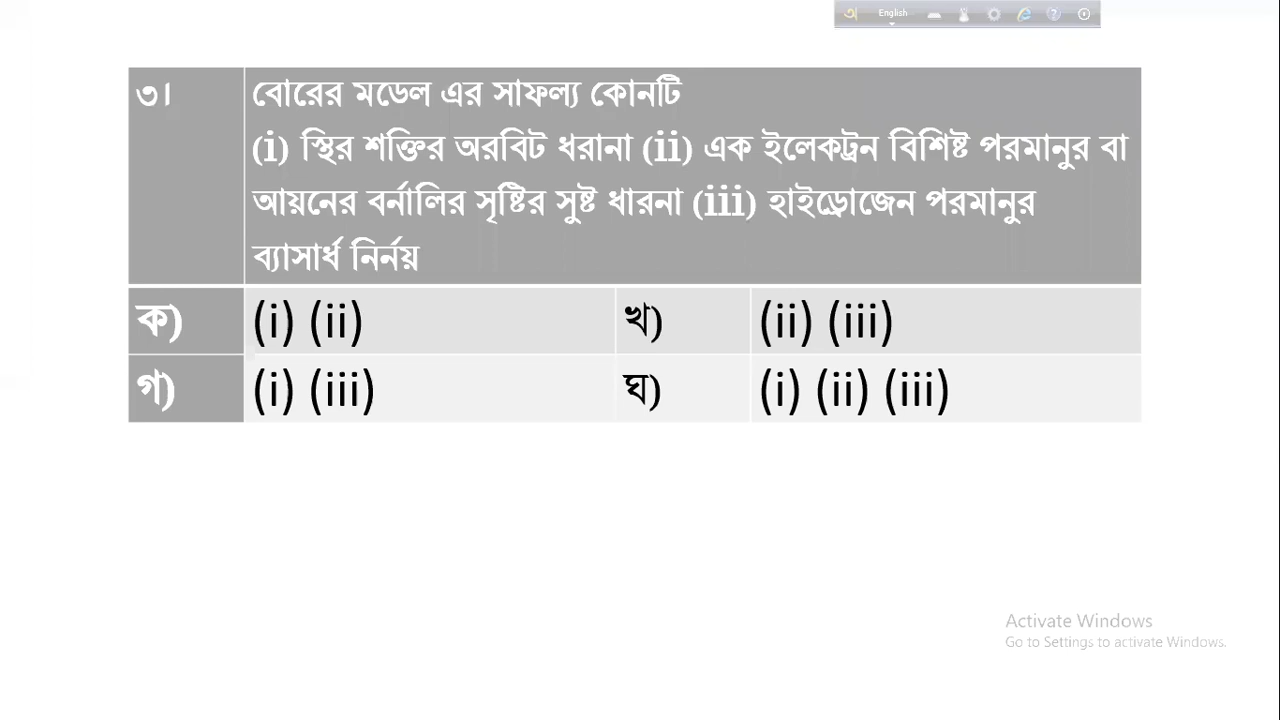 অ English
৩। বোরের মডেল এর সাফল্য কোনটি
(i) স্থির শক্তির অরবিট ধরানা (ii) এক ইলেকট্রন বিশিষ্ট পরমানুর বা
আয়নের বর্নালির সৃষ্টির সুষ্ট ধারনা (iii) হাইড্রোজেন পরমানুর
ব্যাসার্ধ নির্নয়
ক) (i) (ii) খ) (ii) (iii)
গ) (i) (iii) ঘ) (i) (ii) (iii)
Activate Windows
Go to Settings to activate Windows.